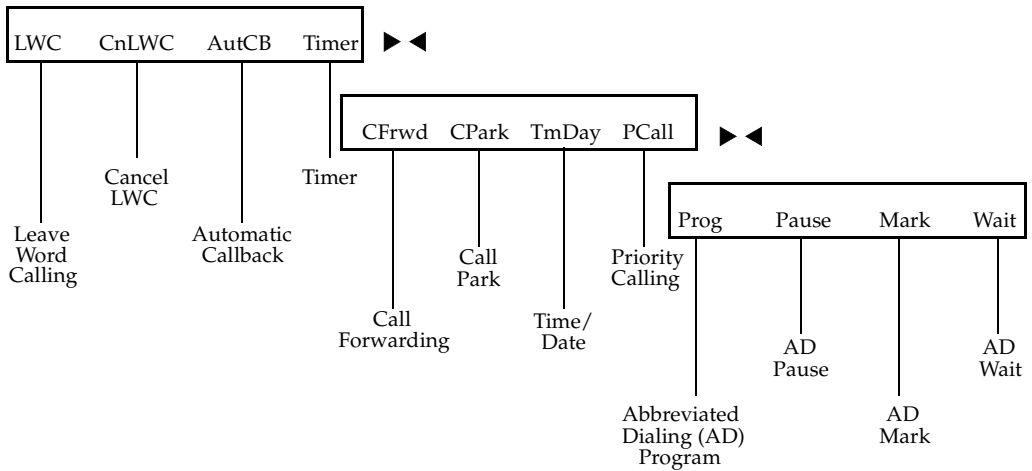 LWC CnLWC AutCB Timer
CFrwd CPark TmDay PCall
Cancel
LWC
Timer
Prog Pause Mark Wait
Leave
Word
Calling
Automatic
Callback
Call
Park
Priority
Calling
Call
Forwarding
Time/
Date
AD
Pause
AD
Wait
Abbreviated
Dialing (AD)
Program
AD
Mark